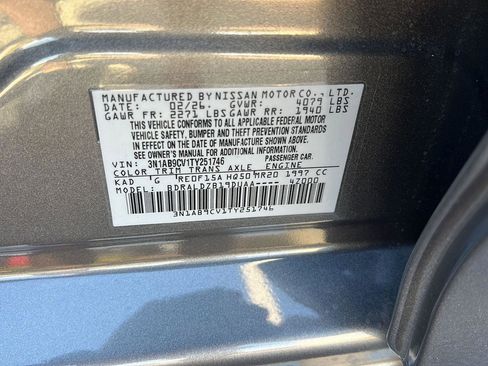 MANUFACTURED BY NISSAN MOTOR CO., LTD.
DATE: 02/26. GVWR: 4079 LBS
GAWR FR: 2271 LBS GAWR RR: 1940 LBS
THIS VEHICLE CONFORMS TO ALL APPLICABLE FEDERAL MOTOR
VEHICLE SAFETY, BUMPER AND THEFT PREVENTION STANDARDS
IN EFFECT ON THE DATE OF MANUFACTURE SHOWN ABOVE.
SEE OWNER'S MANUAL FOR ADDITIONAL INFORMATION
VIN: 3N1AB9CV1TY251746 PASSENGER CAR.
COLOR TRIM TRANS AXLE ENGINE
KAD 'G RE0F15A HQ50 MR20 1997 CC
BDRALDZB19DUAA---- 47000
3N1AB9CV1TY251746